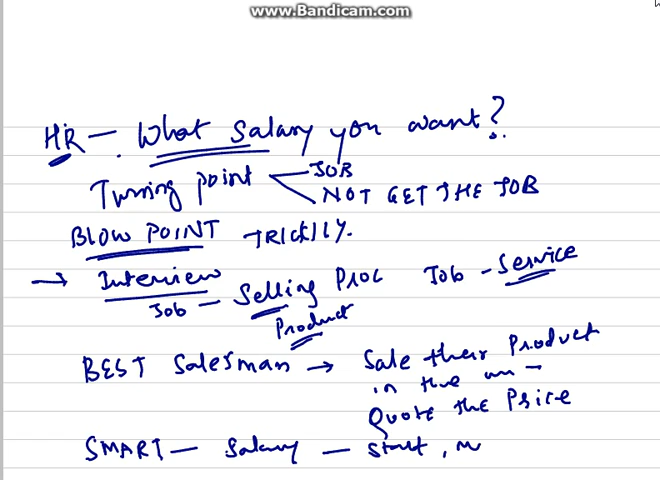 www.Bandicam.com
HR - What Salary you want?
Turning point - JOB
NOT GET THE JOB
BLOW POINT TRICKILY.
→ Interview
Job - Selling Proc Job - Service
Product
BEST Salesman → Sale their Product
in the
Quote the Price
SMART - Salary - start, m